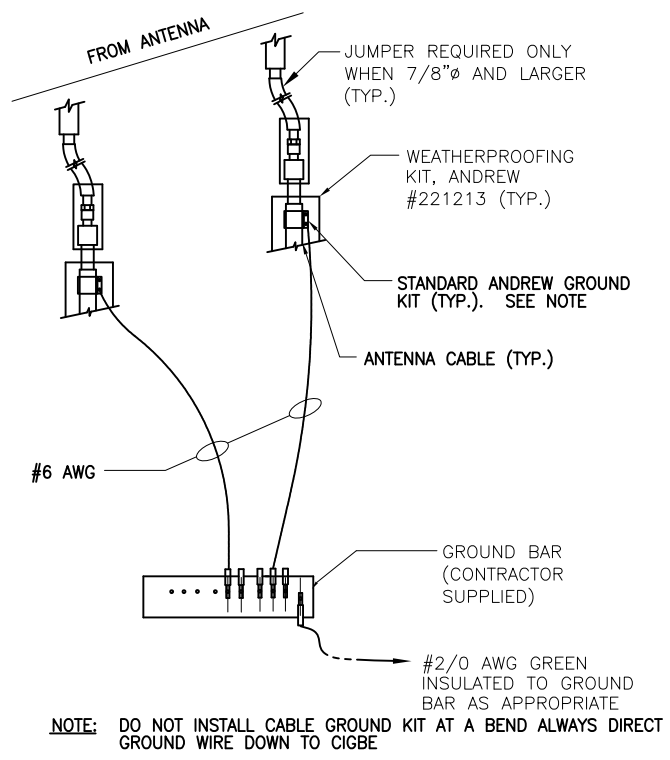 FROM ANTENNA
JUMPER REQUIRED ONLY
WHEN 7/8"ø AND LARGER
(TYP.)
WEATHERPROOFING
KIT, ANDREW
#221213 (TYP.)
STANDARD ANDREW GROUND
KIT (TYP.). SEE NOTE
ANTENNA CABLE (TYP.)
#6 AWG
GROUND BAR
(CONTRACTOR
SUPPLIED)
#2/0 AWG GREEN
INSULATED TO GROUND
BAR AS APPROPRIATE
NOTE: DO NOT INSTALL CABLE GROUND KIT AT A BEND ALWAYS DIRECT
GROUND WIRE DOWN TO CIGBE